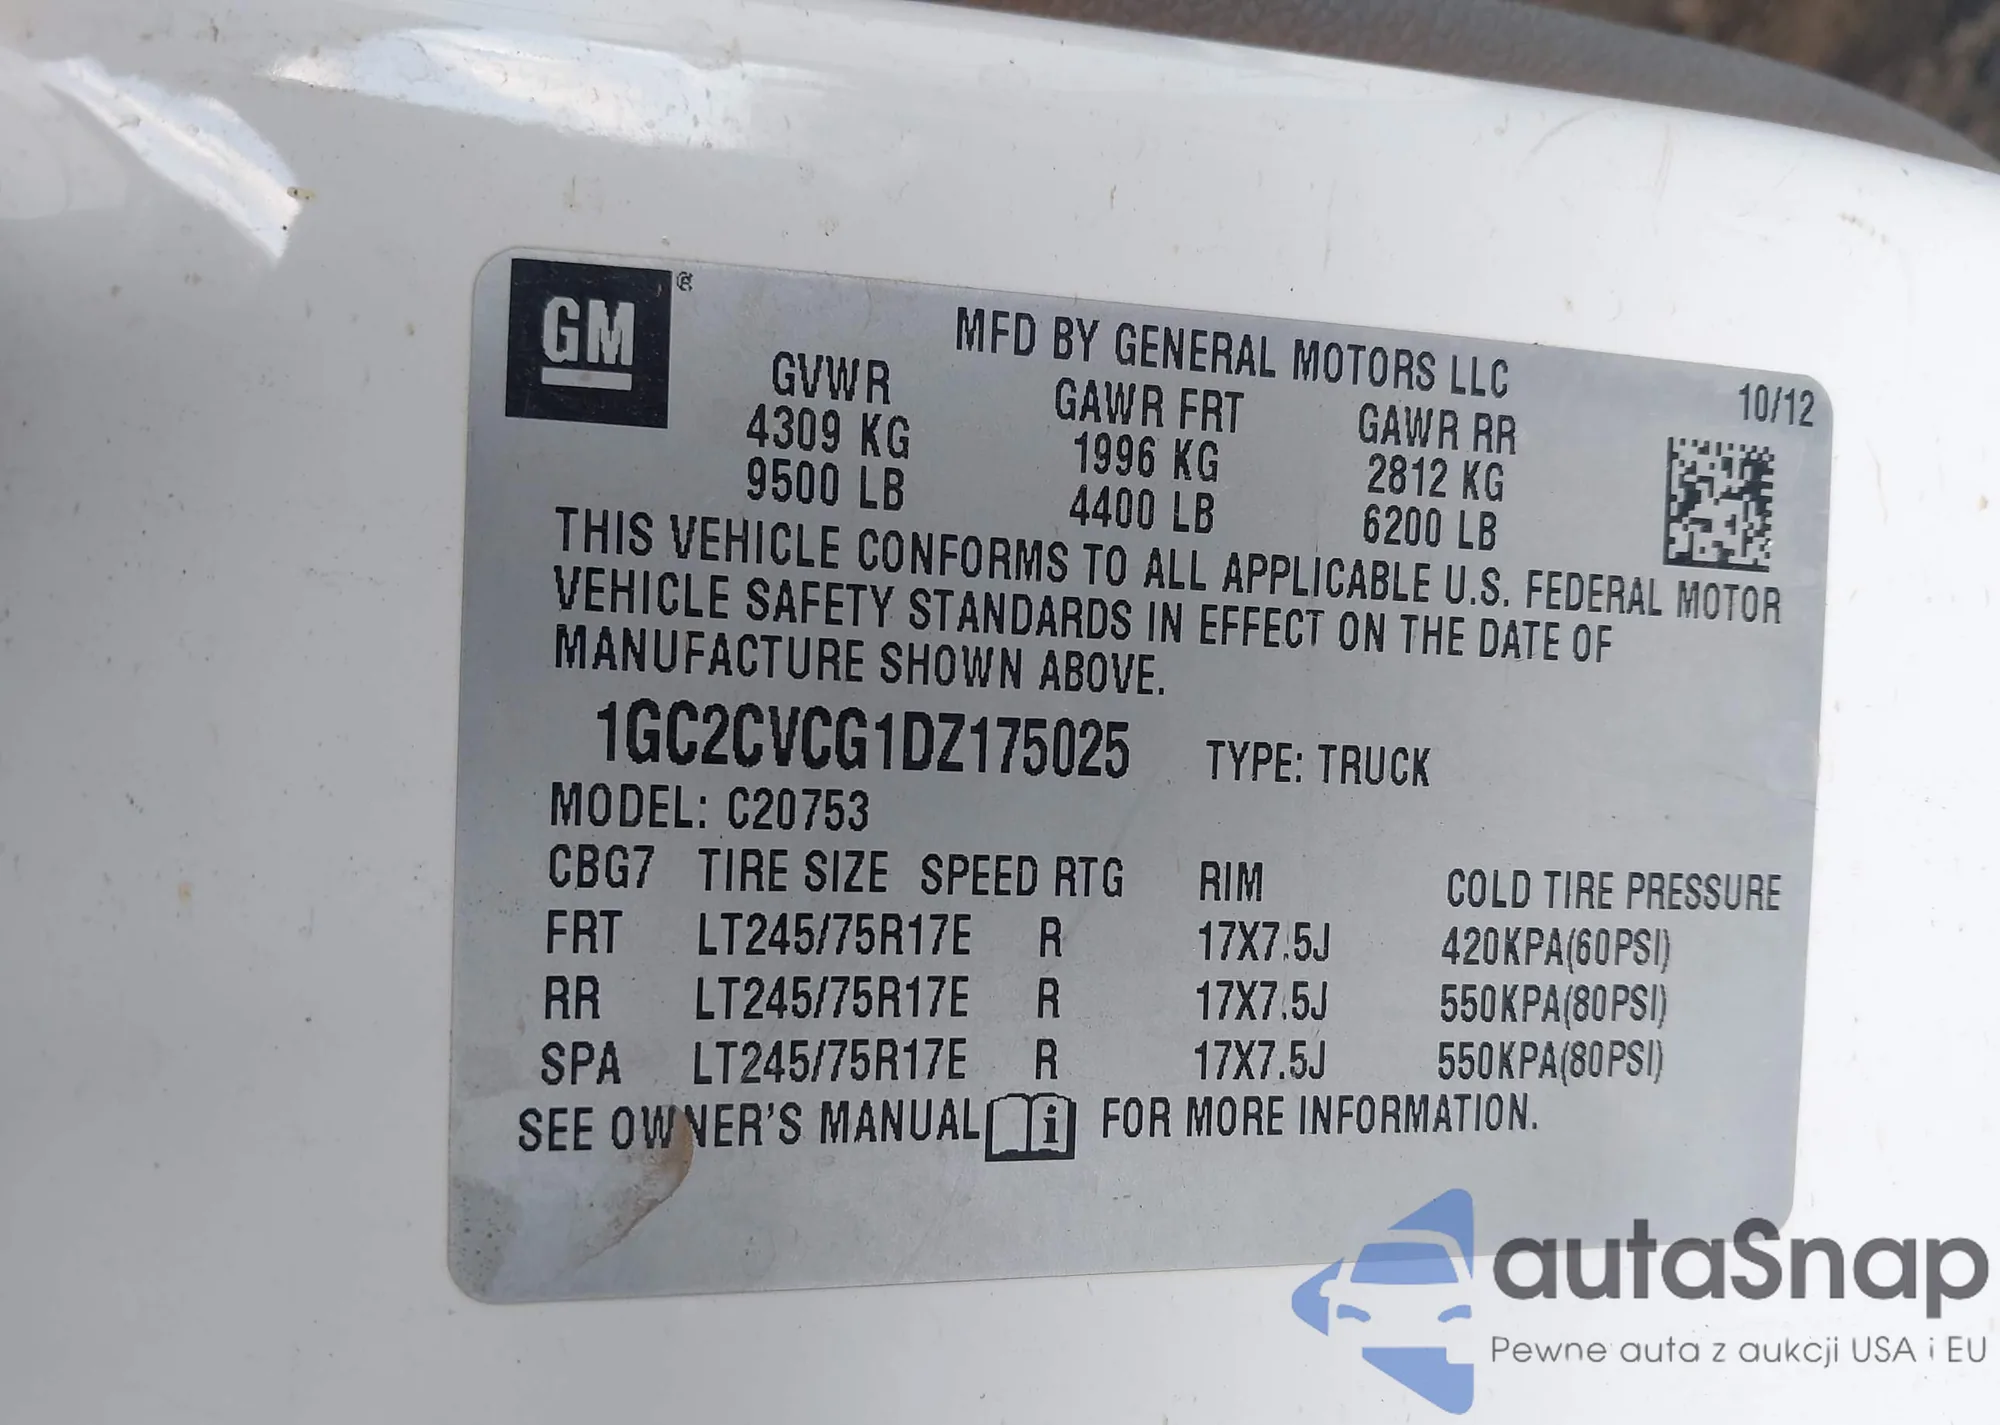 GM ®
MFD BY GENERAL MOTORS LLC
10/12
GVWR GAWR FRT GAWR RR
4309 KG 1996 KG 2812 KG
9500 LB 4400 LB 6200 LB
THIS VEHICLE CONFORMS TO ALL APPLICABLE U.S. FEDERAL MOTOR
VEHICLE SAFETY STANDARDS IN EFFECT ON THE DATE OF
MANUFACTURE SHOWN ABOVE.
1GC2CVCG1DZ175025 TYPE: TRUCK
MODEL: C20753
CBG7 TIRE SIZE SPEED RTG RIM COLD TIRE PRESSURE
FRT LT245/75R17E R 17X7.5J 420KPA(60PSI)
RR LT245/75R17E R 17X7.5J 550KPA(80PSI)
SPA LT245/75R17E R 17X7.5J 550KPA(80PSI)
SEE OWNER'S MANUAL i FOR MORE INFORMATION.
autaSnap
Pewne auta z aukcji USA i EU